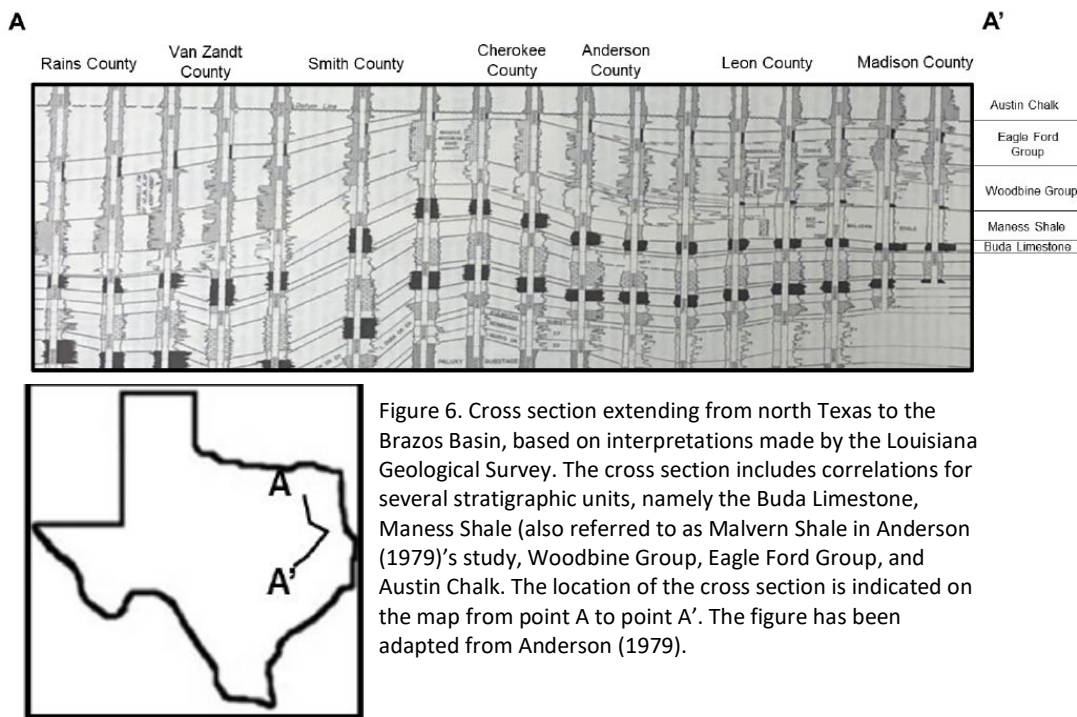 A
A'
Rains County
Van Zandt
County
Smith County
Cherokee
County
Anderson
County
Leon County
Madison County
Datum Line
Austin Chalk
Eagle Ford
Group
Woodbine Group
Maness Shale
Buda Limestone
PALUXY SUBSTAGE
A
A'
Figure 6. Cross section extending from north Texas to the
Brazos Basin, based on interpretations made by the Louisiana
Geological Survey. The cross section includes correlations for
several stratigraphic units, namely the Buda Limestone,
Maness Shale (also referred to as Malvern Shale in Anderson
(1979)'s study, Woodbine Group, Eagle Ford Group, and
Austin Chalk. The location of the cross section is indicated on
the map from point A to point A'. The figure has been
adapted from Anderson (1979).